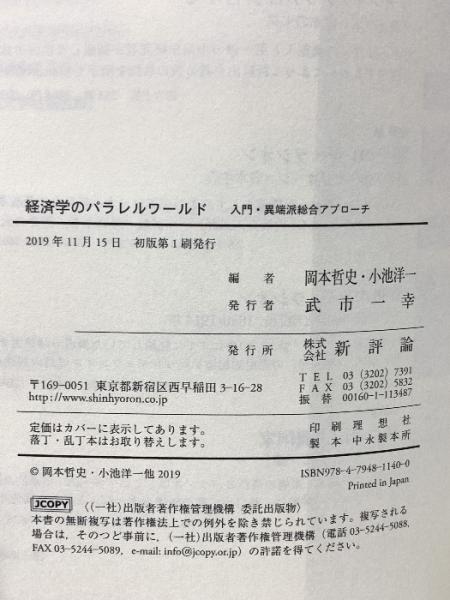 経済学のパラレルワールド 入門・異端派総合アプローチ
2019年11月15日 初版第1刷発行
編者 岡本哲史・小池洋一
発行者 武市一幸
発行所 株式会社 新評論
〒169-0051 東京都新宿区西早稲田3-16-28
http://www.shinhyoron.co.jp
TEL 03 (3202) 7391
FAX 03 (3202) 5832
振替 00160-1-113487
定価はカバーに表示してあります。
落丁・乱丁本はお取り替えします。
印刷 理想社
製本 中永製本所
© 岡本哲史・小池洋一他 2019
ISBN978-4-7948-1140-0
Printed in Japan
JCOPY 〈(一社)出版者著作権管理機構 委託出版物〉
本書の無断複写は著作権法上での例外を除き禁じられています。複写される
場合は、そのつど事前に、(一社)出版者著作権管理機構(電話 03-5244-5088、
FAX 03-5244-5089、e-mail: info@jcopy.or.jp)の許諾を得てください。